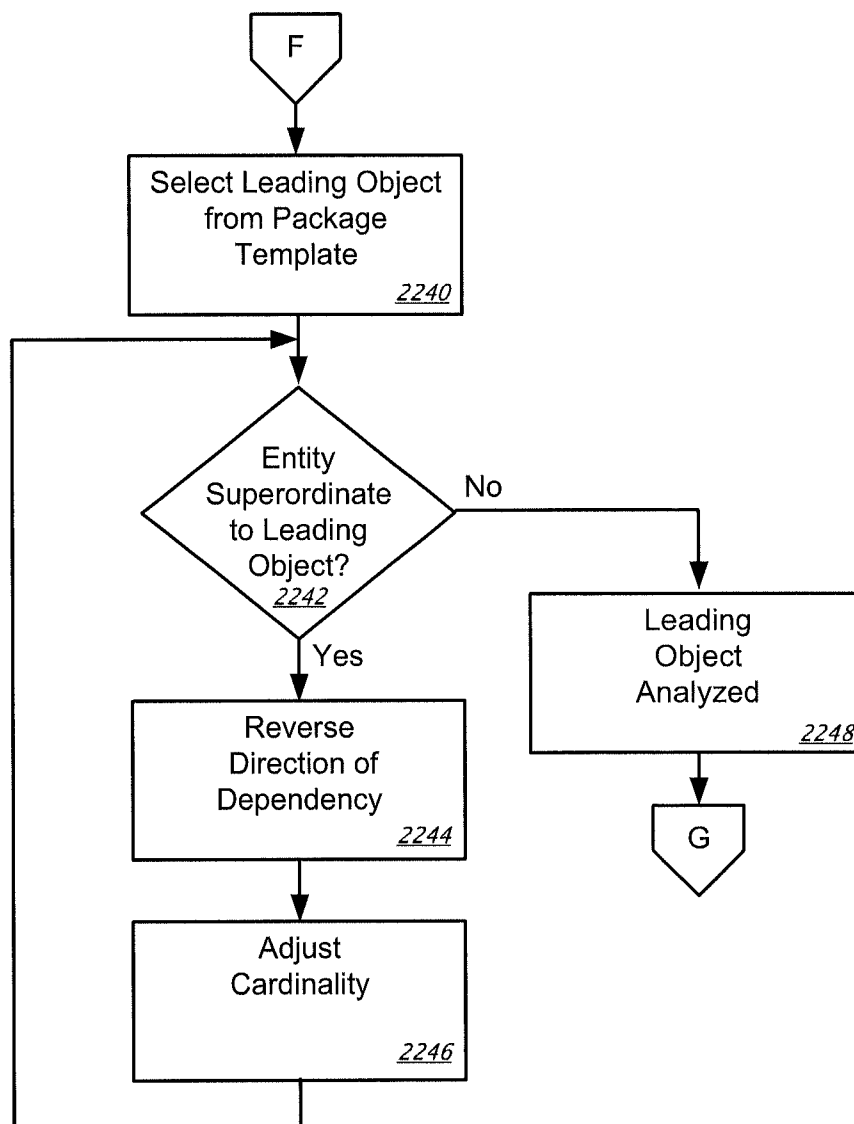 F
Select Leading Object
from Package
Template
2240
Entity
Superordinate
to Leading
Object?
2242
No
Yes
Leading
Object
Analyzed
2248
Reverse
Direction of
Dependency
2244
G
Adjust
Cardinality
2246